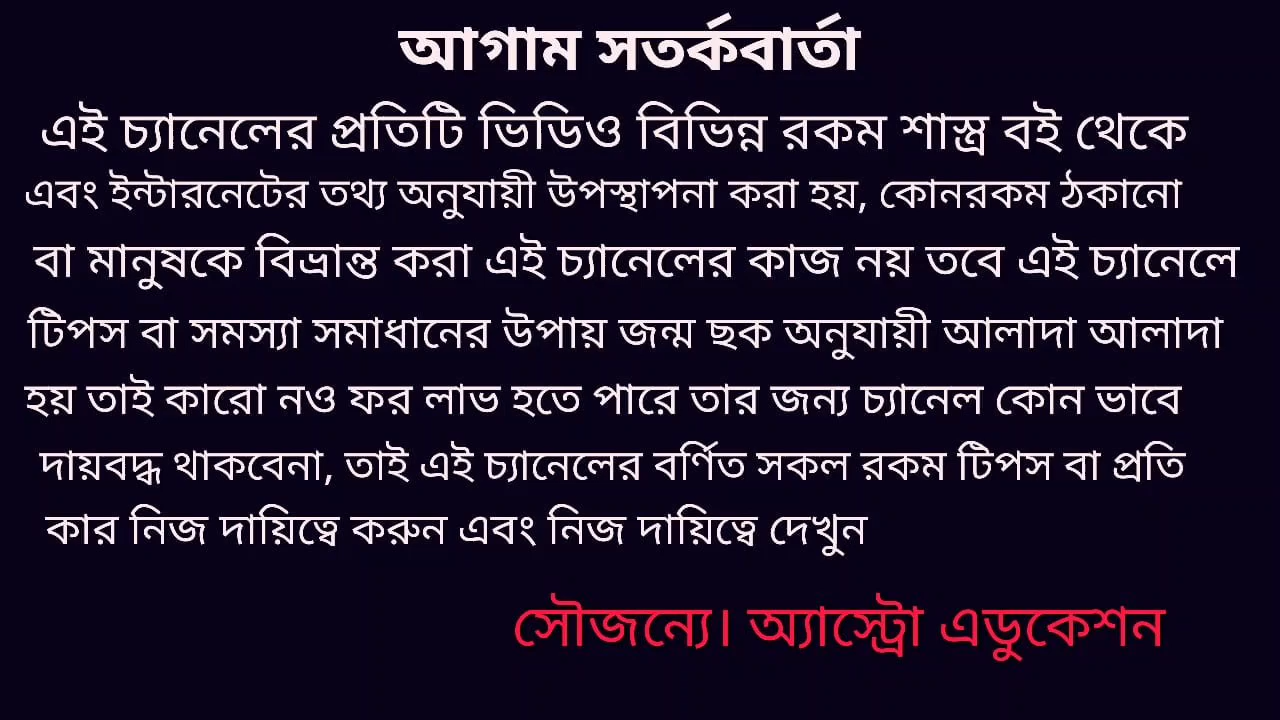 আগাম সতর্কবার্তা
এই চ্যানেলের প্রতিটি ভিডিও বিভিন্ন রকম শাস্ত্র বই থেকে
এবং ইন্টারনেটের তথ্য অনুযায়ী উপস্থাপনা করা হয়, কোনরকম ঠকানো
বা মানুষকে বিভ্রান্ত করা এই চ্যানেলের কাজ নয় তবে এই চ্যানেলে
টিপস বা সমস্যা সমাধানের উপায় জন্ম ছক অনুযায়ী আলাদা আলাদা
হয় তাই কারো নও ফর লাভ হতে পারে তার জন্য চ্যানেল কোন ভাবে
দায়বদ্ধ থাকবেনা, তাই এই চ্যানেলের বর্ণিত সকল রকম টিপস বা প্রতি
কার নিজ দায়িত্বে করুন এবং নিজ দায়িত্বে দেখুন
সৌজন্যে। অ্যাস্ট্রো এডুকেশন